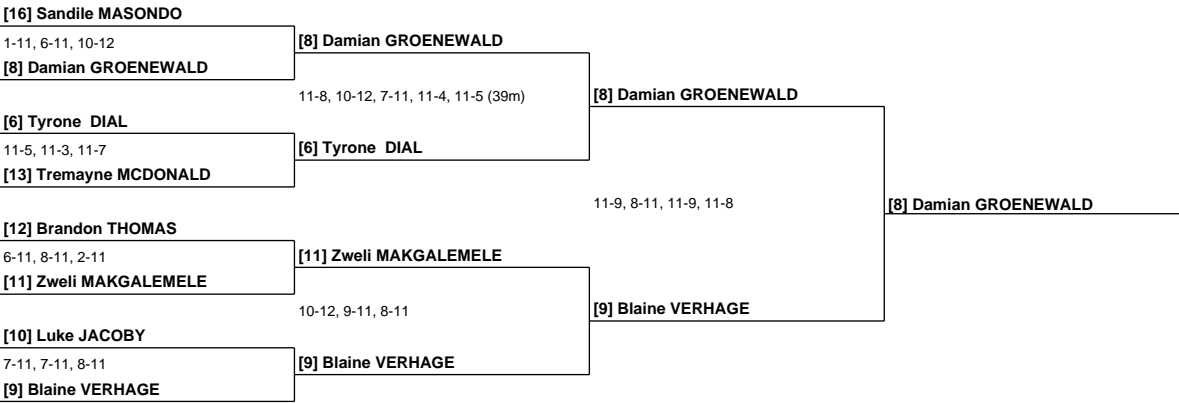 [16] Sandile MASONDO
1-11, 6-11, 10-12
[8] Damian GROENEWALD
[8] Damian GROENEWALD
11-8, 10-12, 7-11, 11-4, 11-5 (39m)
[8] Damian GROENEWALD
[6] Tyrone  DIAL
11-5, 11-3, 11-7
[6] Tyrone  DIAL
[13] Tremayne MCDONALD
11-9, 8-11, 11-9, 11-8
[8] Damian GROENEWALD
[12] Brandon THOMAS
6-11, 8-11, 2-11
[11] Zweli MAKGALEMELE
[11] Zweli MAKGALEMELE
10-12, 9-11, 8-11
[9] Blaine VERHAGE
[10] Luke JACOBY
7-11, 7-11, 8-11
[9] Blaine VERHAGE
[9] Blaine VERHAGE